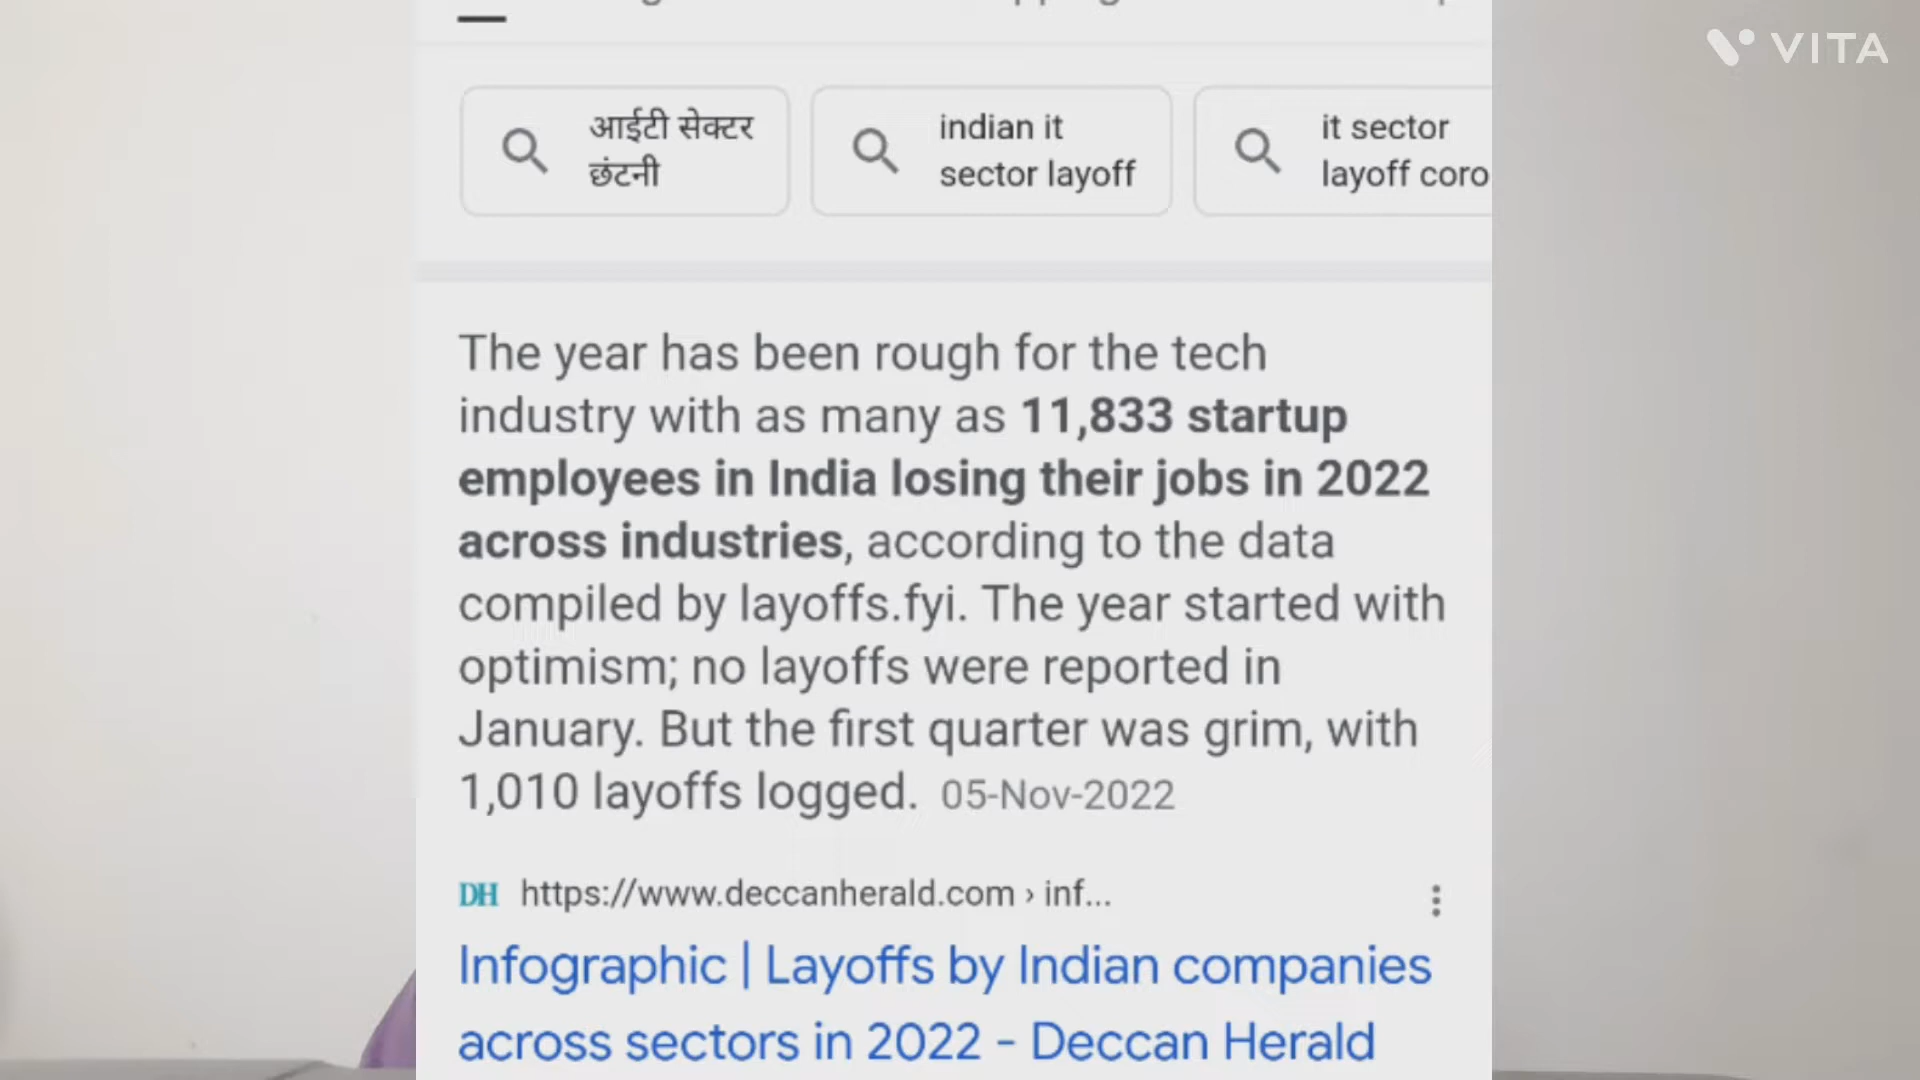 VITA
आईटी सेक्टर
छंटनी
indian it
sector layoff
it sector
layoff coro
The year has been rough for the tech
industry with as many as 11,833 startup
employees in India losing their jobs in 2022
across industries, according to the data
compiled by layoffs.fyi. The year started with
optimism; no layoffs were reported in
January. But the first quarter was grim, with
1,010 layoffs logged. 05-Nov-2022
DH https://www.deccanherald.com › inf...
Infographic | Layoffs by Indian companies
across sectors in 2022 - Deccan Herald